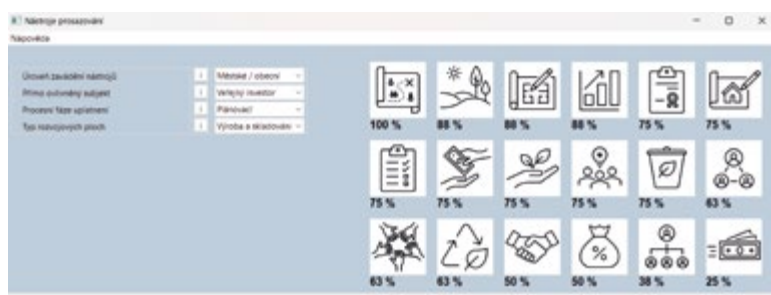 Nástroje prosazování
Nápověda
Úroveň zavádění nástrojů i Městské / obecní
Přímo ovlivněný subjekt i Veřejný investor
Procesní fáze uplatnění i Plánovací
Typ rozvojových ploch i Výroba a skladování
100 % 88 % 88 % 88 % 75 % 75 %
75 % 75 % 75 % 75 % 75 % 63 %
63 % 63 % 50 % 50 % 38 % 25 %